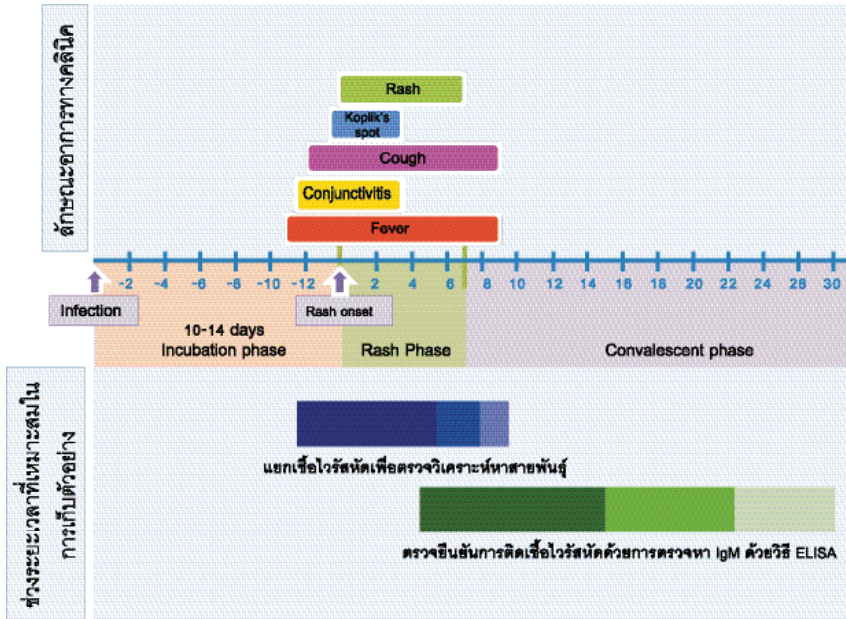 ลักษณะอาการทางคลินิค
Rash
Koplik's
spot
Cough
Conjunctivitis
Fever
-2 -4 -6 -8 -10 -12 2 4 6 8 10 12 14 16 18 20 22 24 26 28 30
Infection
Rash onset
10-14 days
Incubation phase
Rash Phase
Convalescent phase
ช่วงระยะเวลาที่เหมาะสมใน
การเก็บตัวอย่าง
แยกเชื้อไวรัสหัดเพื่อตรวจวิเคราะห์หาสายพันธุ์
ตรวจยืนยันการติดเชื้อไวรัสหัดด้วยการตรวจหา IgM ด้วยวิธี ELISA